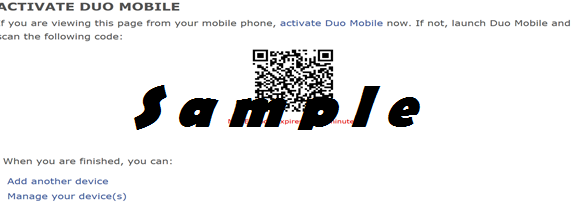 ACTIVATE DUO MOBILE
If you are viewing this page from your mobile phone, activate Duo Mobile now. If not, launch Duo Mobile and
scan the following code:
Sample
When you are finished, you can:
Add another device
Manage your device(s)